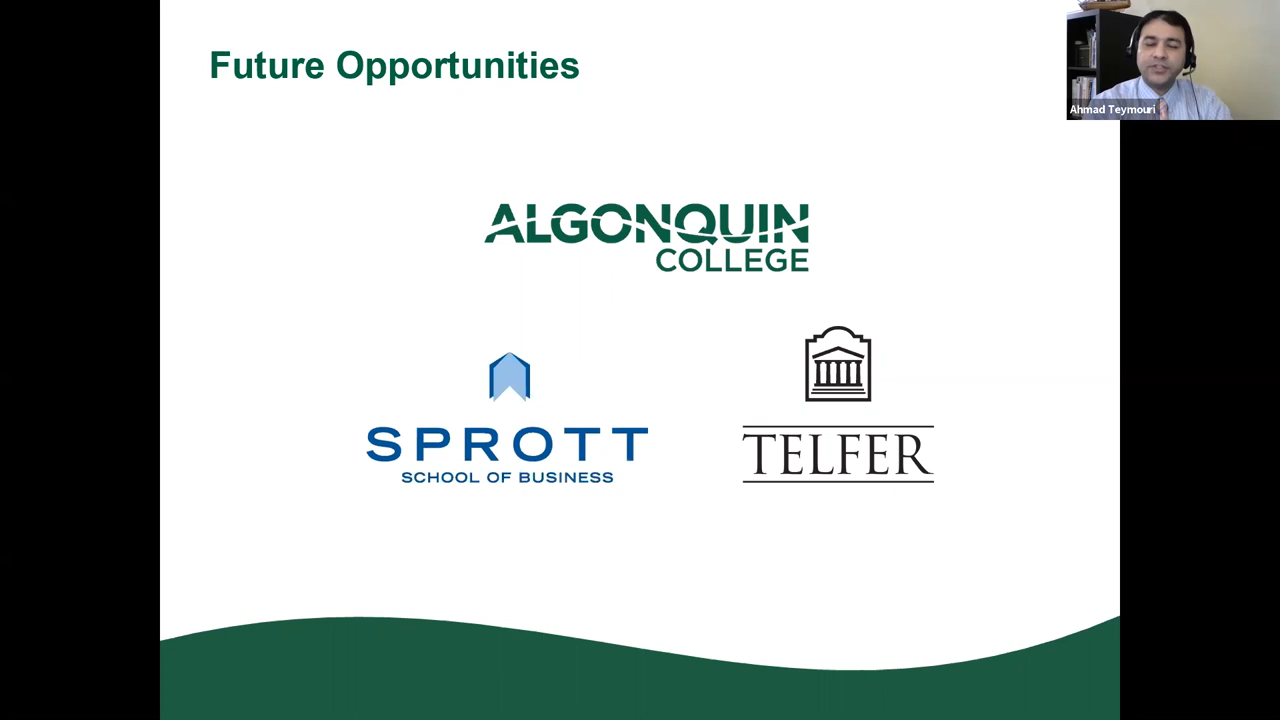 Future Opportunities
Ahmad Teymouri
ALGONQUIN
COLLEGE
SPROTT
SCHOOL OF BUSINESS
TELFER